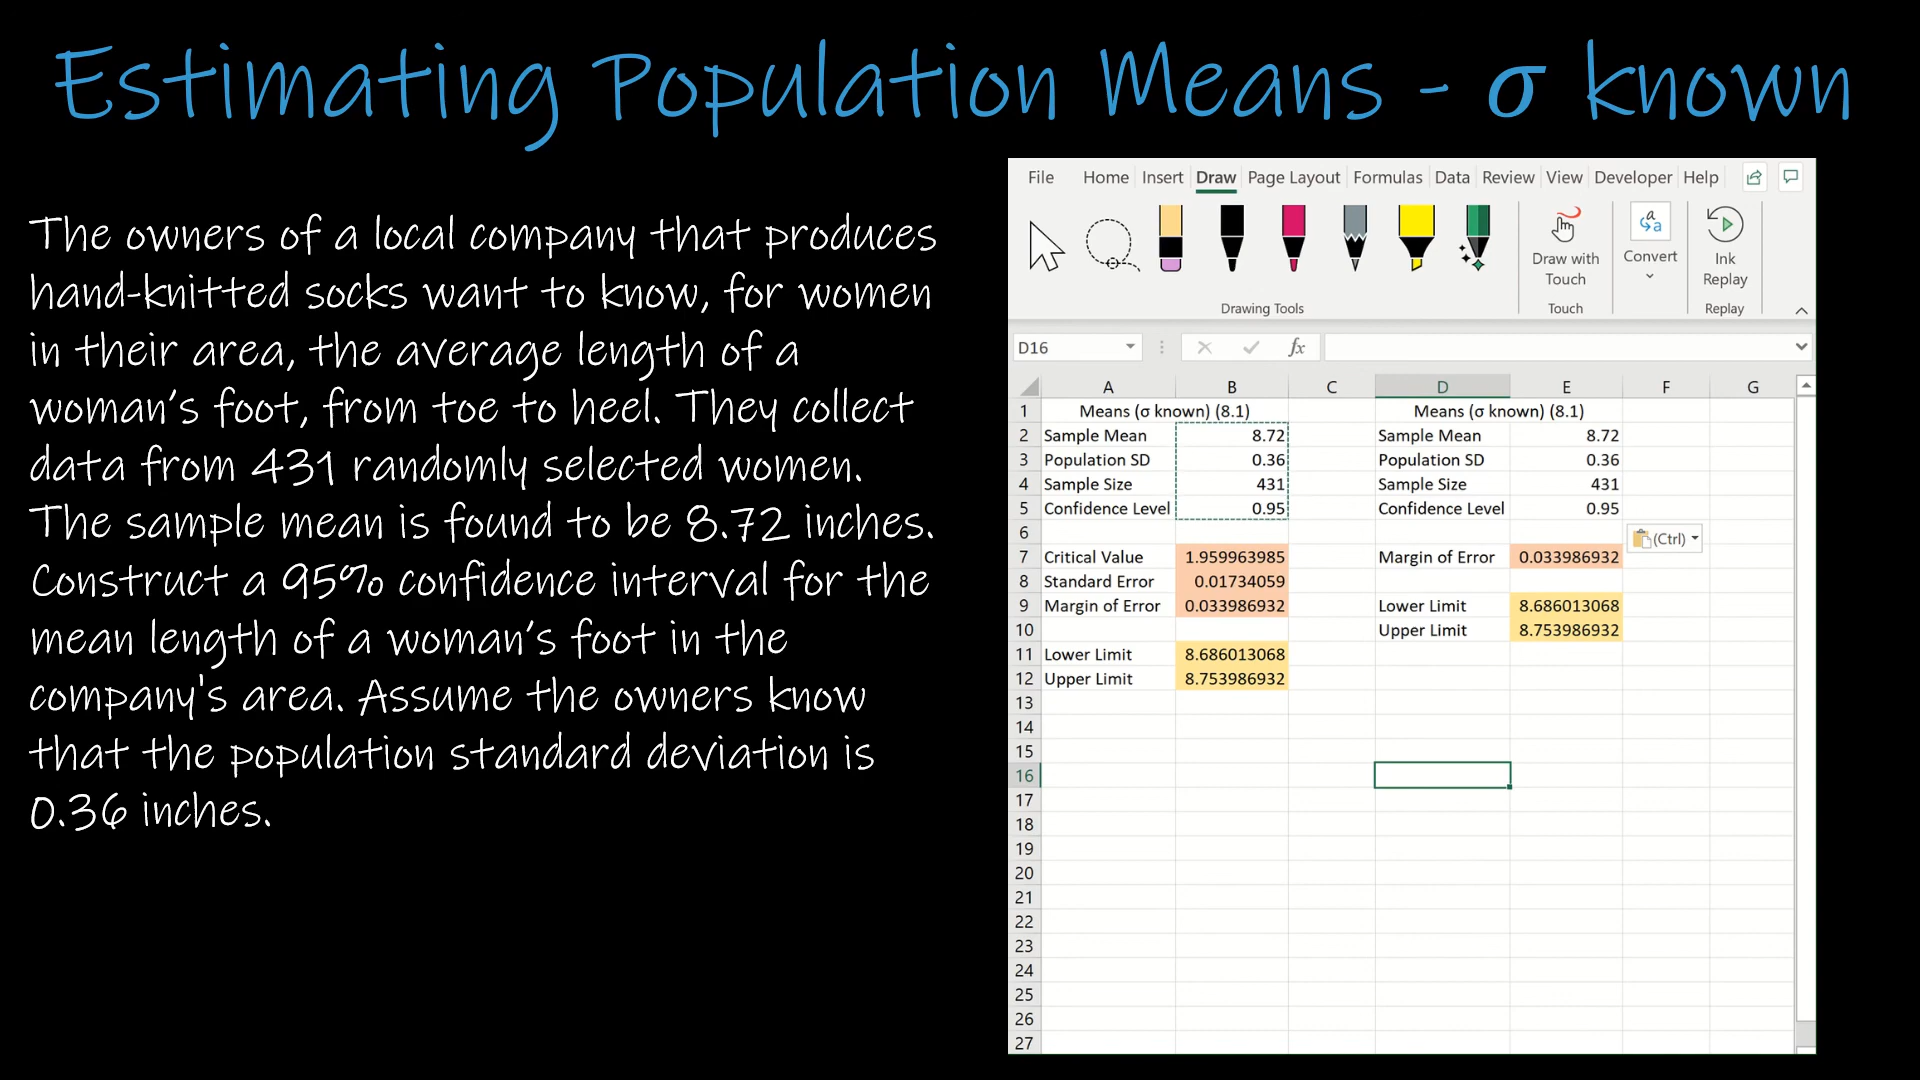 Estimating Population Means - σ known
The owners of a local company that produces
hand-knitted socks want to know, for women
in their area, the average length of a
woman's foot, from toe to heel. They collect
data from 431 randomly selected women.
The sample mean is found to be 8.72 inches.
Construct a 95% confidence interval for the
mean length of a woman's foot in the
company's area. Assume the owners know
that the population standard deviation is
0.36 inches.
File Home Insert Draw Page Layout Formulas Data Review View Developer Help
Draw with Touch
Convert
Ink Replay
Drawing Tools Touch Replay
D16 fx
A B C D E F G
1 Means (σ known) (8.1) Means (σ known) (8.1)
2 Sample Mean 8.72 Sample Mean 8.72
3 Population SD 0.36 Population SD 0.36
4 Sample Size 431 Sample Size 431
5 Confidence Level 0.95 Confidence Level 0.95
6 (Ctrl)
7 Critical Value 1.959963985 Margin of Error 0.033986932
8 Standard Error 0.01734059
9 Margin of Error 0.033986932 Lower Limit 8.686013068
10 Upper Limit 8.753986932
11 Lower Limit 8.686013068
12 Upper Limit 8.753986932
13
14
15
16
17
18
19
20
21
22
23
24
25
26
27